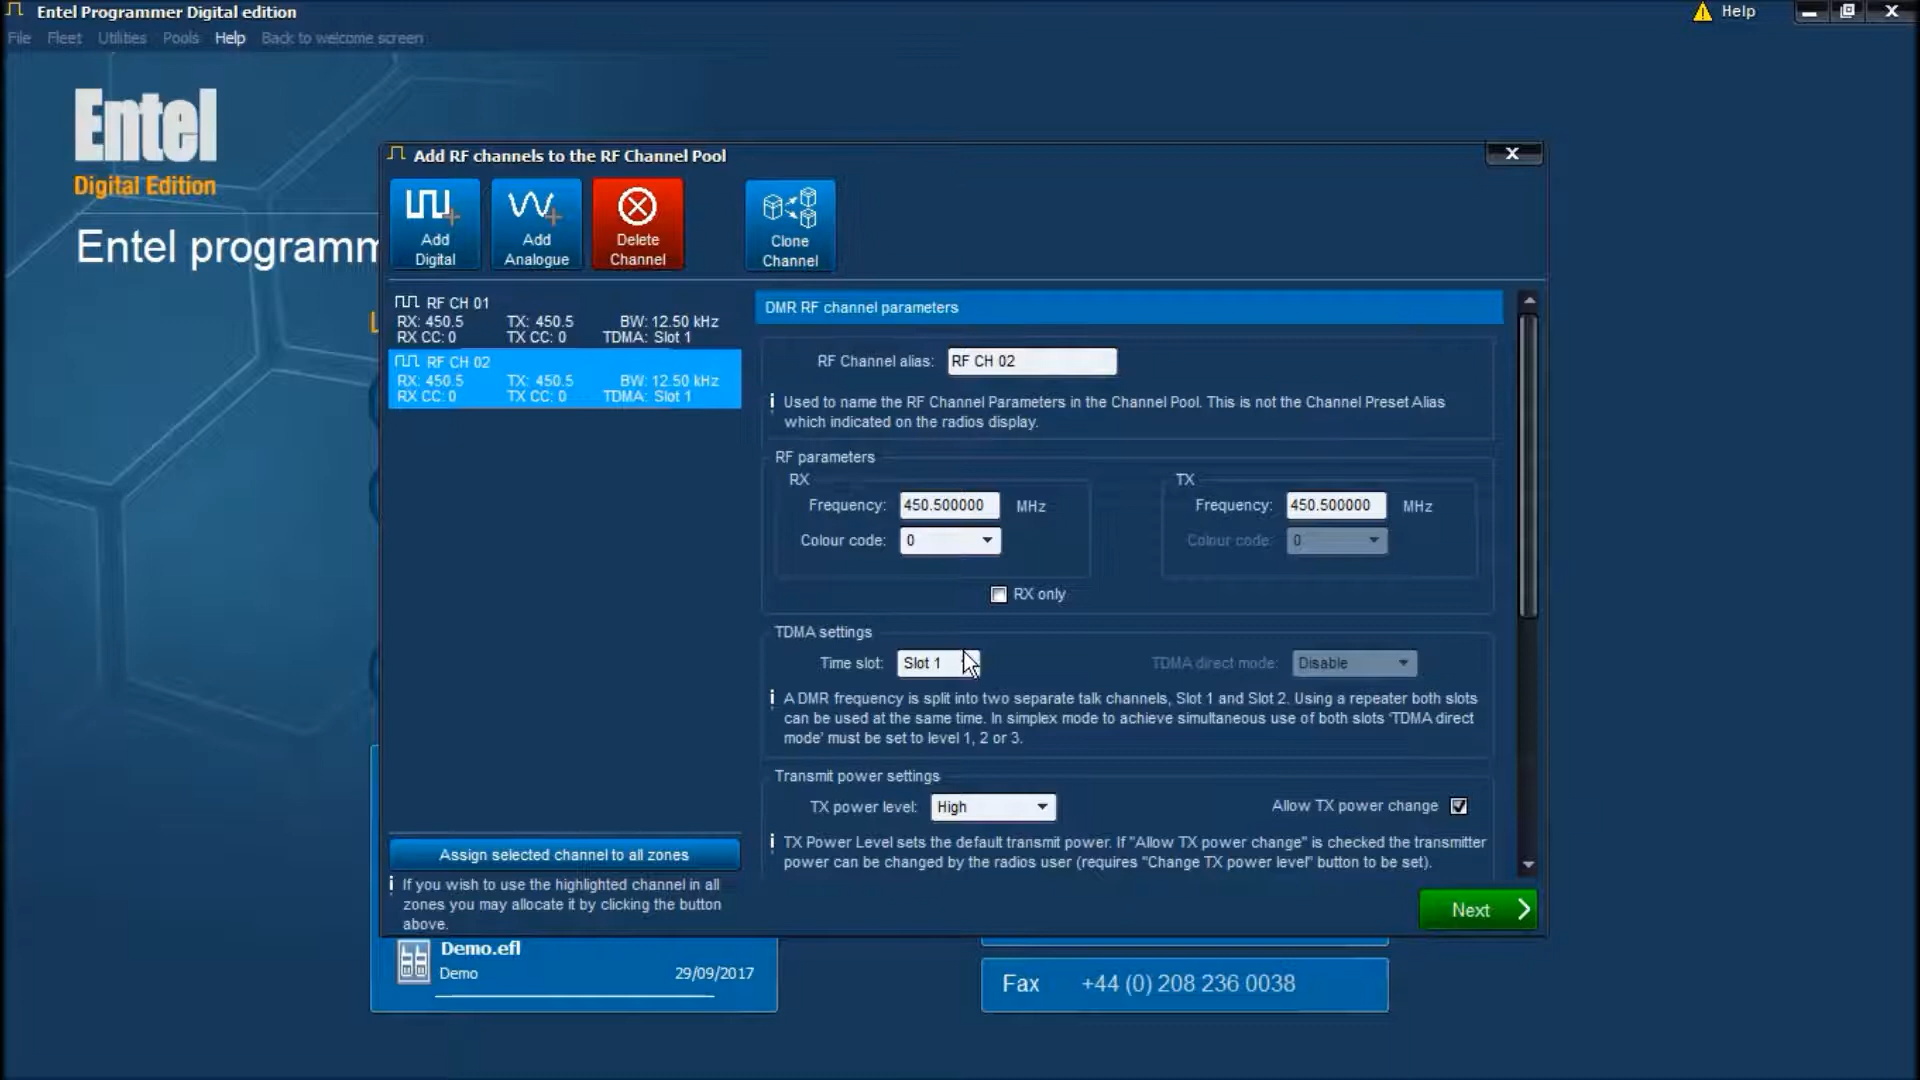 Entel Programmer Digital edition
Help
File Fleet Utilities Pools Help Back to welcome screen
Entel
Digital Edition
Entel programm
Add RF channels to the RF Channel Pool
Add Digital
Add Analogue
Delete Channel
Clone Channel
RF CH 01
RX: 450.5 TX: 450.5 BW: 12.50 kHz
RX CC: 0 TX CC: 0 TDMA: Slot 1
RF CH 02
RX: 450.5 TX: 450.5 BW: 12.50 kHz
RX CC: 0 TX CC: 0 TDMA: Slot 1
DMR RF channel parameters
RF Channel alias: RF CH 02
Used to name the RF Channel Parameters in the Channel Pool. This is not the Channel Preset Alias
which indicated on the radios display.
RF parameters
RX TX
Frequency: 450.500000 MHz Frequency: 450.500000 MHz
Colour code: 0 Colour code: 0
RX only
TDMA settings
Time slot: Slot 1 TDMA direct mode: Disable
A DMR frequency is split into two separate talk channels, Slot 1 and Slot 2. Using a repeater both slots
can be used at the same time. In simplex mode to achieve simultaneous use of both slots 'TDMA direct
mode' must be set to level 1, 2 or 3.
Transmit power settings
TX power level: High Allow TX power change
TX Power Level sets the default transmit power. If "Allow TX power change" is checked the transmitter
power can be changed by the radios user (requires "Change TX power level" button to be set).
Assign selected channel to all zones
If you wish to use the highlighted channel in all
zones you may allocate it by clicking the button
above.
Next
Demo.efl
Demo 29/09/2017
Fax +44 (0) 208 236 0038